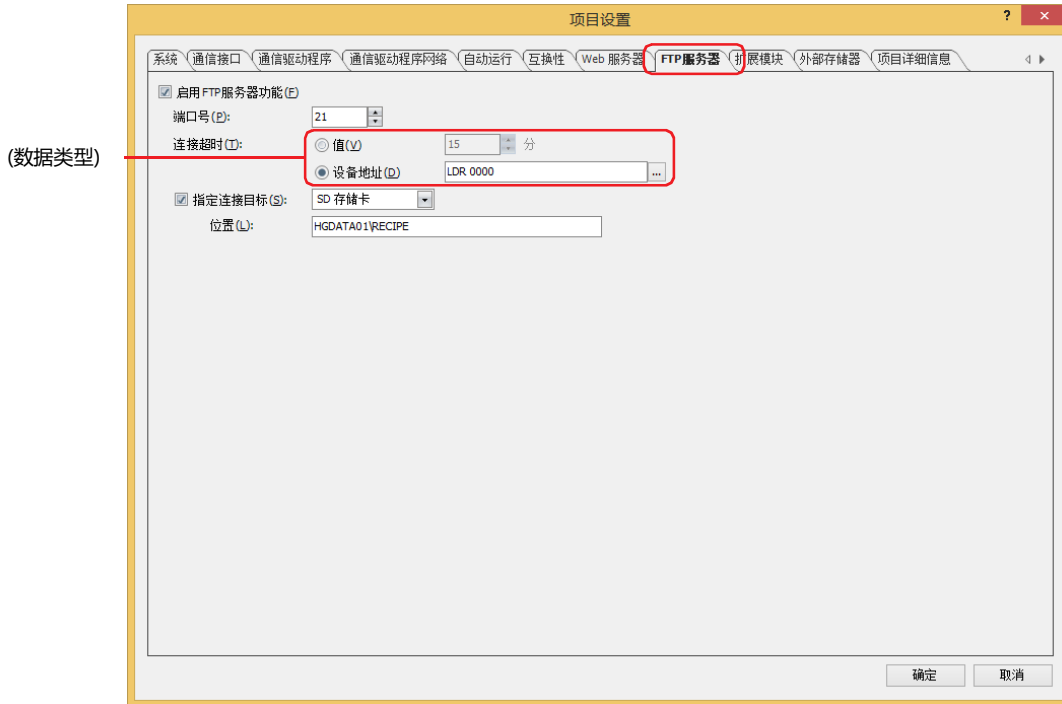 项目设置
系统 通信接口 通信驱动程序 通信驱动程序网络 自动运行 互换性 Web 服务器 FTP服务器 扩展模块 外部存储器 项目详细信息
启用FTP服务器功能(F)
端口号(P): 21
连接超时(T): 值(V) 15 分
(数据类型)
设备地址(D) LDR 0000 ...
指定连接目标(S): SD 存储卡
位置(L): HGDATA01\RECIPE
确定 取消